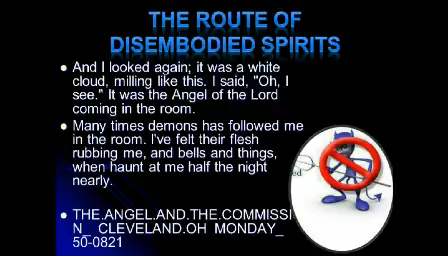 THE ROUTE OF
DISEMBODIED SPIRITS
And I looked again; it was a white
cloud, milling like this. I said, "Oh, I
see." It was the Angel of the Lord
coming in the room.
Many times demons has followed me
in the room. I've felt their flesh
rubbing me, and bells and things,
when haunt at me half the night
nearly.
THE.ANGEL.AND.THE.COMMISSI
N_ CLEVELAND.OH MONDAY_
50-0821